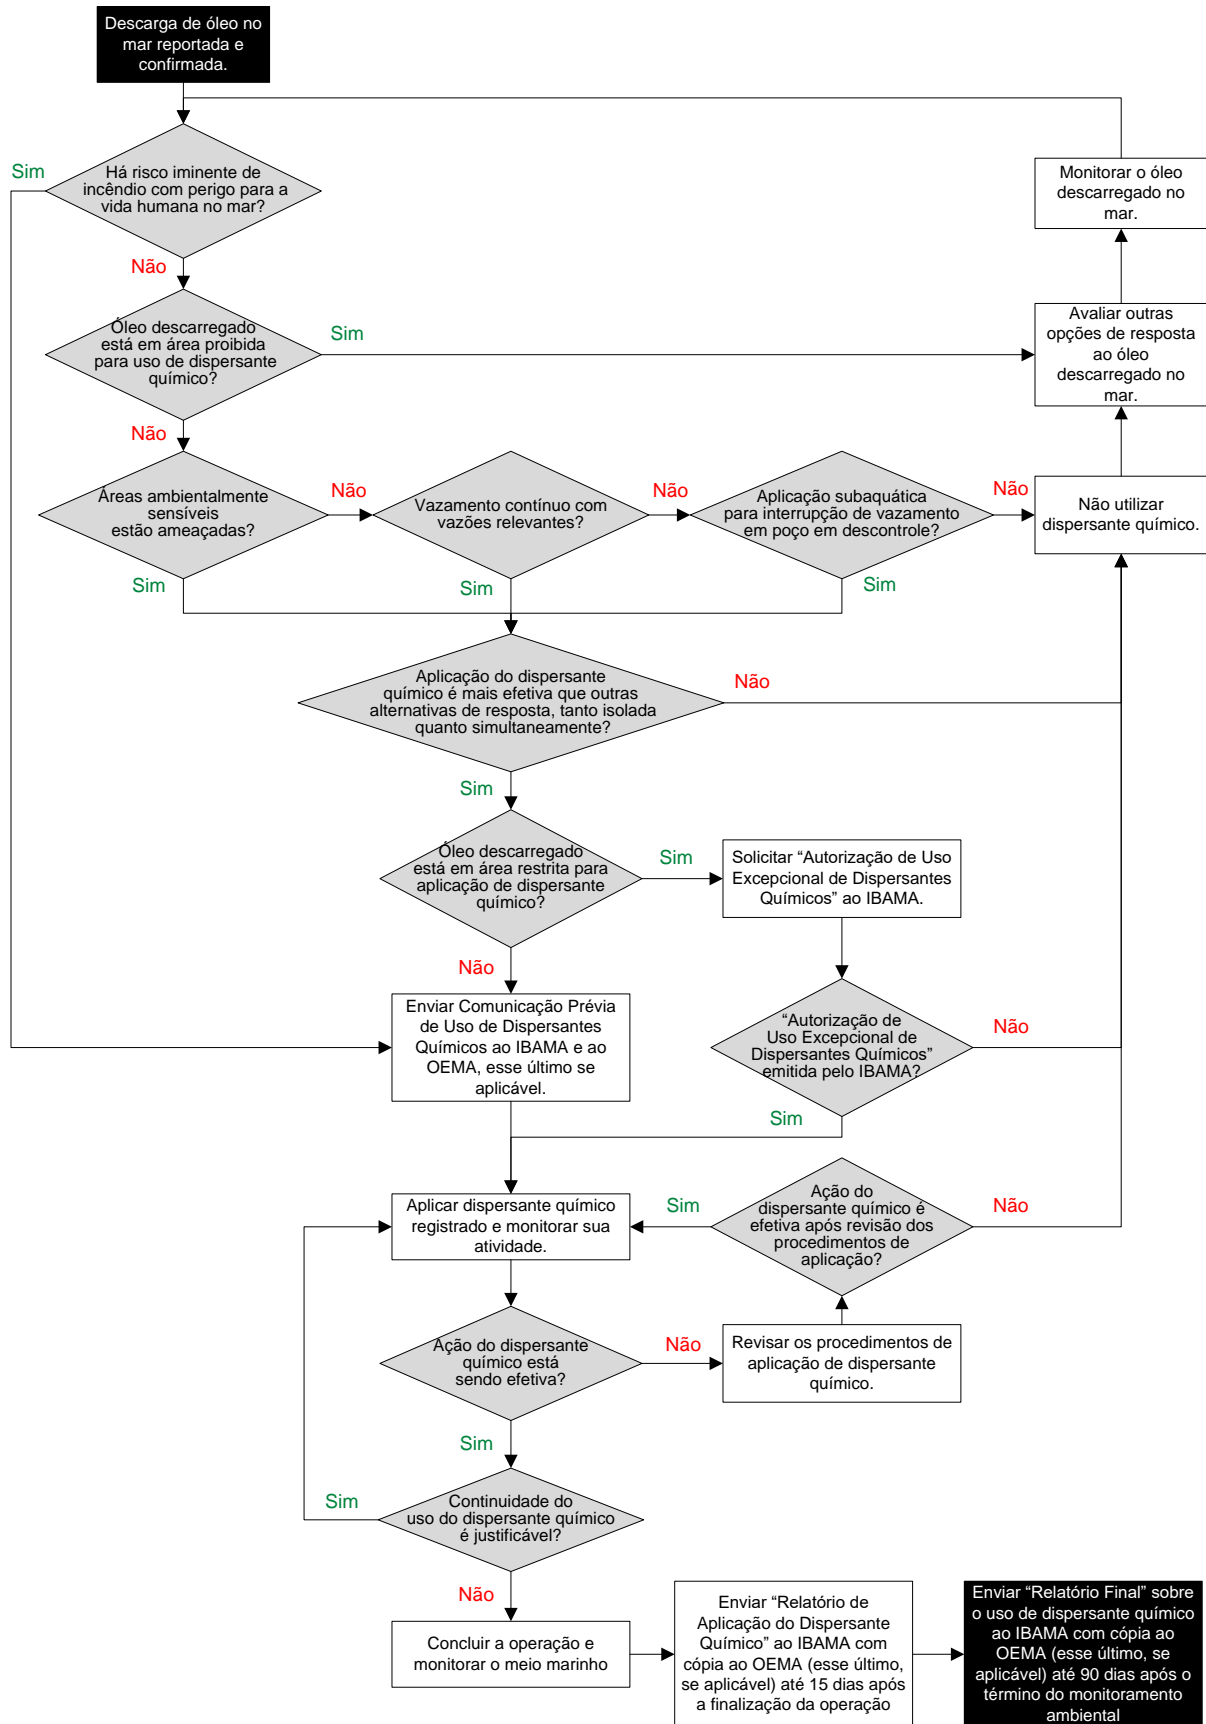 Descarga de óleo no
mar reportada e
confirmada.
Sim
Há risco iminente de
incêndio com perigo para a
vida humana no mar?
Monitorar o óleo
descarregado no
mar.
Não
Óleo descarregado
está em área proibida
para uso de dispersante
químico?
Sim
Avaliar outras
opções de resposta
ao óleo
descarregado no
mar.
Não
Áreas ambientalmente
sensíveis
estão ameaçadas?
Não
Vazamento contínuo com
vazões relevantes?
Não
Aplicação subaquática
para interrupção de vazamento
em poço em descontrole?
Não
Não utilizar
dispersante químico.
Sim
Sim
Sim
Aplicação do dispersante
químico é mais efetiva que outras
alternativas de resposta, tanto isolada
quanto simultaneamente?
Não
Sim
Óleo descarregado
está em área restrita para
aplicação de dispersante
químico?
Sim
Solicitar “Autorização de Uso
Excepcional de Dispersantes
Químicos” ao IBAMA.
Não
Enviar Comunicação Prévia
de Uso de Dispersantes
Químicos ao IBAMA e ao
OEMA, esse último se
aplicável.
“Autorização de
Uso Excepcional de
Dispersantes Químicos”
emitida pelo IBAMA?
Não
Sim
Aplicar dispersante químico
registrado e monitorar sua
atividade.
Sim
Ação do
dispersante químico é
efetiva após revisão dos
procedimentos de
aplicação?
Não
Ação do dispersante
químico está
sendo efetiva?
Não
Revisar os procedimentos de
aplicação de dispersante
químico.
Sim
Sim
Continuidade do
uso do dispersante químico
é justificável?
Não
Concluir a operação e
monitorar o meio marinho
Enviar “Relatório de
Aplicação do Dispersante
Químico” ao IBAMA com
cópia ao OEMA (esse último,
se aplicável) até 15 dias após
a finalização da operação
Enviar “Relatório Final” sobre
o uso de dispersante químico
ao IBAMA com cópia ao
OEMA (esse último, se
aplicável) até 90 dias após o
término do monitoramento
ambiental